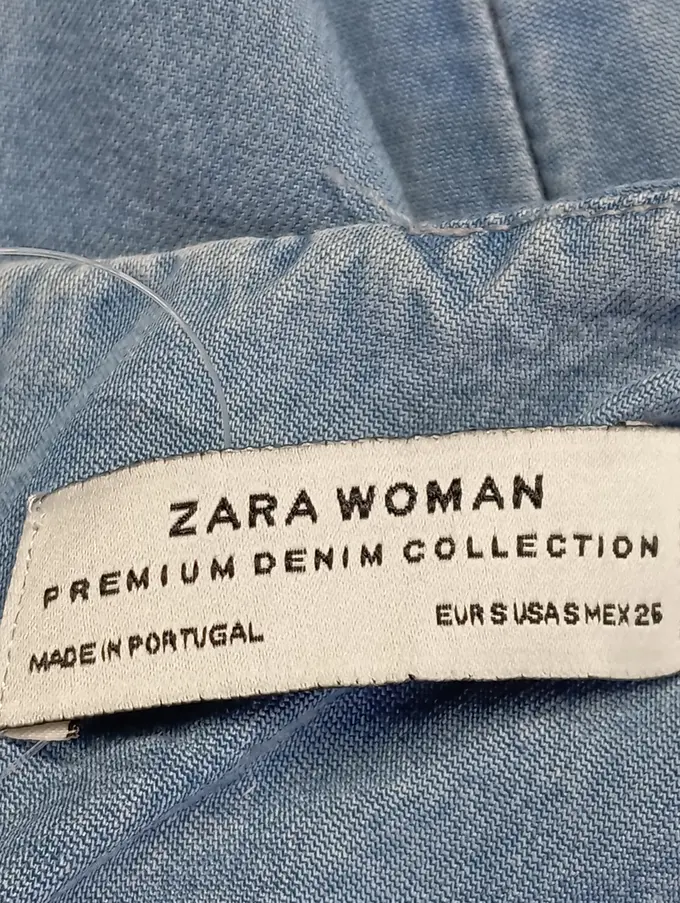 ZARA WOMAN
PREMIUM DENIM COLLECTION
MADE IN PORTUGAL
EUR S USA S MEX 26